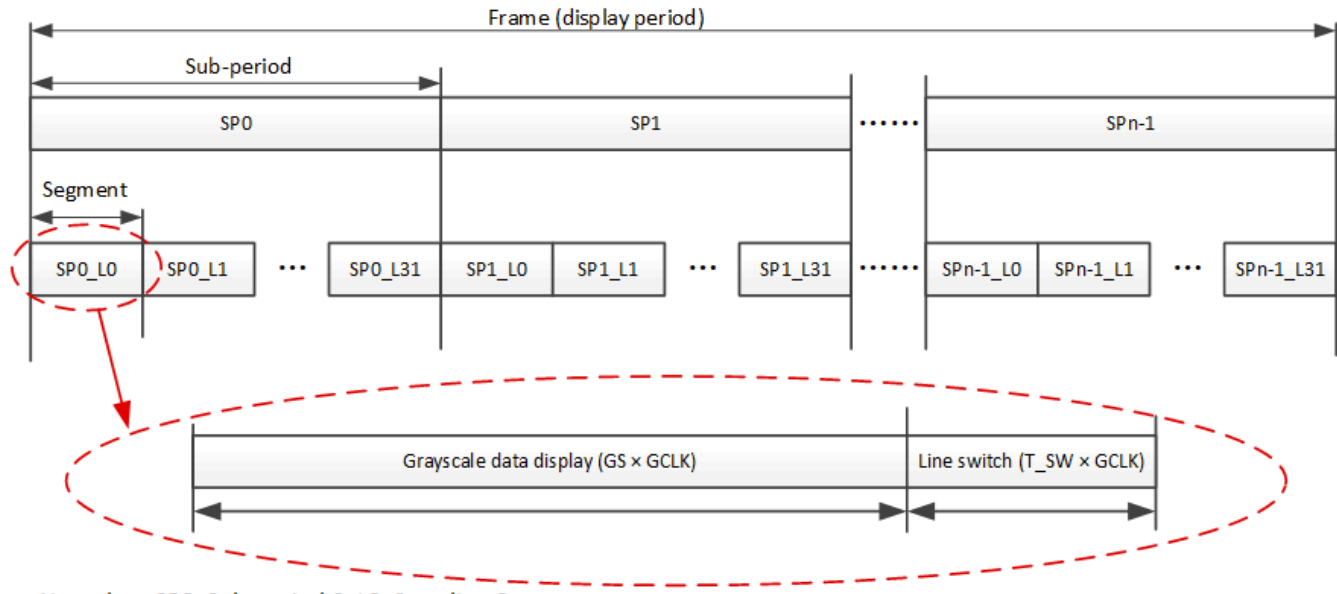 Frame (display period)
Sub-period
SP0 SP1 ...... SPn-1
Segment
SP0_L0 SP0_L1 ... SP0_L31 SP1_L0 SP1_L1 ... SP1_L31 ...... SPn-1_L0 SPn-1_L1 ... SPn-1_L31
Grayscale data display (GS × GCLK) Line switch (T_SW × GCLK)